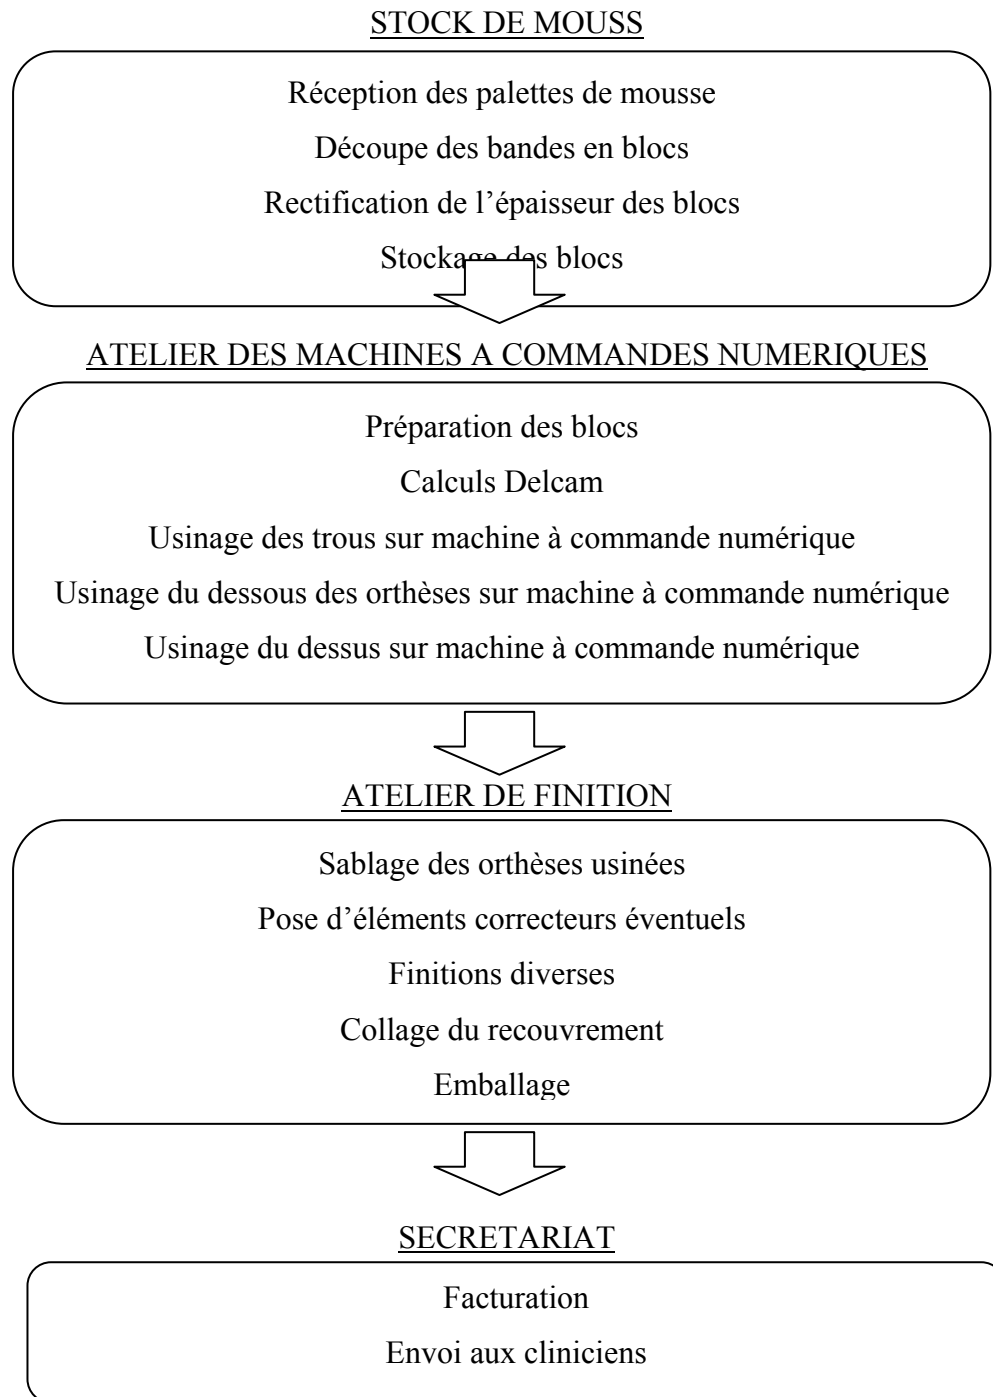 STOCK DE MOUSS
Réception des palettes de mousse
Découpe des bandes en blocs
Rectification de l’épaisseur des blocs
Stockage des blocs
ATELIER DES MACHINES A COMMANDES NUMERIQUES
Préparation des blocs
Calculs Delcam
Usinage des trous sur machine à commande numérique
Usinage du dessous des orthèses sur machine à commande numérique
Usinage du dessus sur machine à commande numérique
ATELIER DE FINITION
Sablage des orthèses usinées
Pose d’éléments correcteurs éventuels
Finitions diverses
Collage du recouvrement
Emballage
SECRETARIAT
Facturation
Envoi aux cliniciens